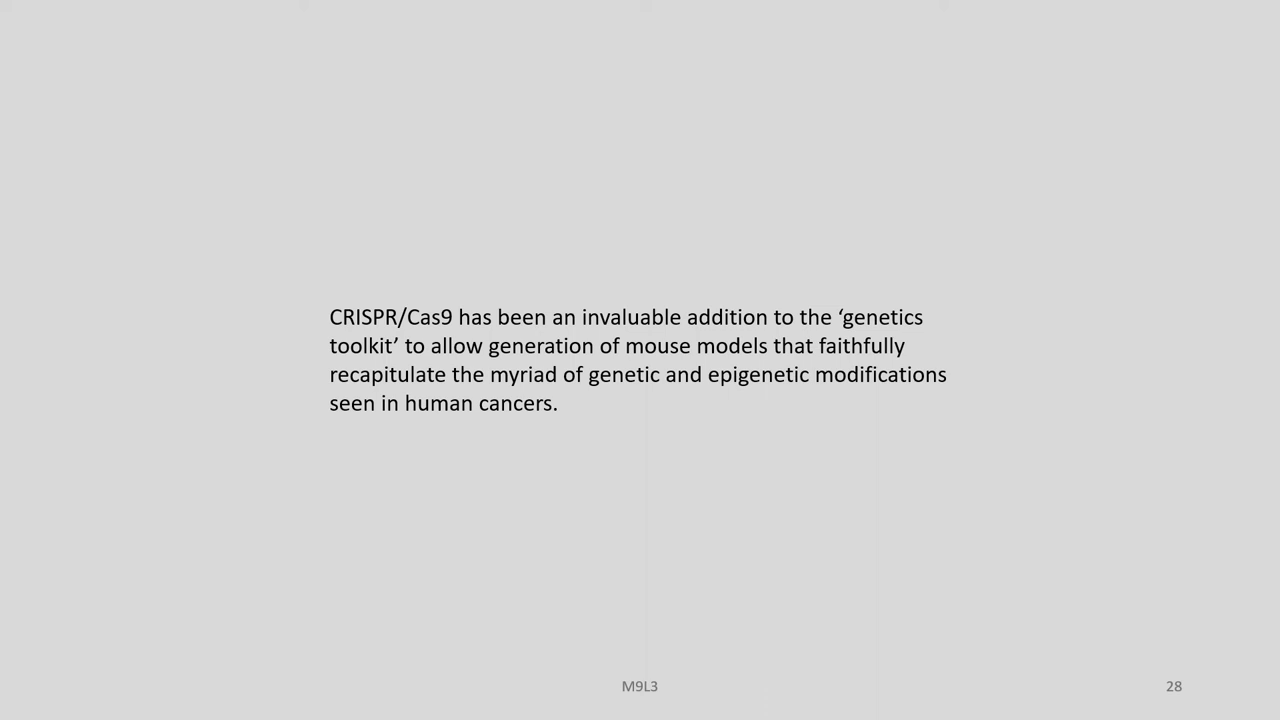 CRISPR/Cas9 has been an invaluable addition to the ‘genetics
toolkit’ to allow generation of mouse models that faithfully
recapitulate the myriad of genetic and epigenetic modifications
seen in human cancers.
M9L3
28